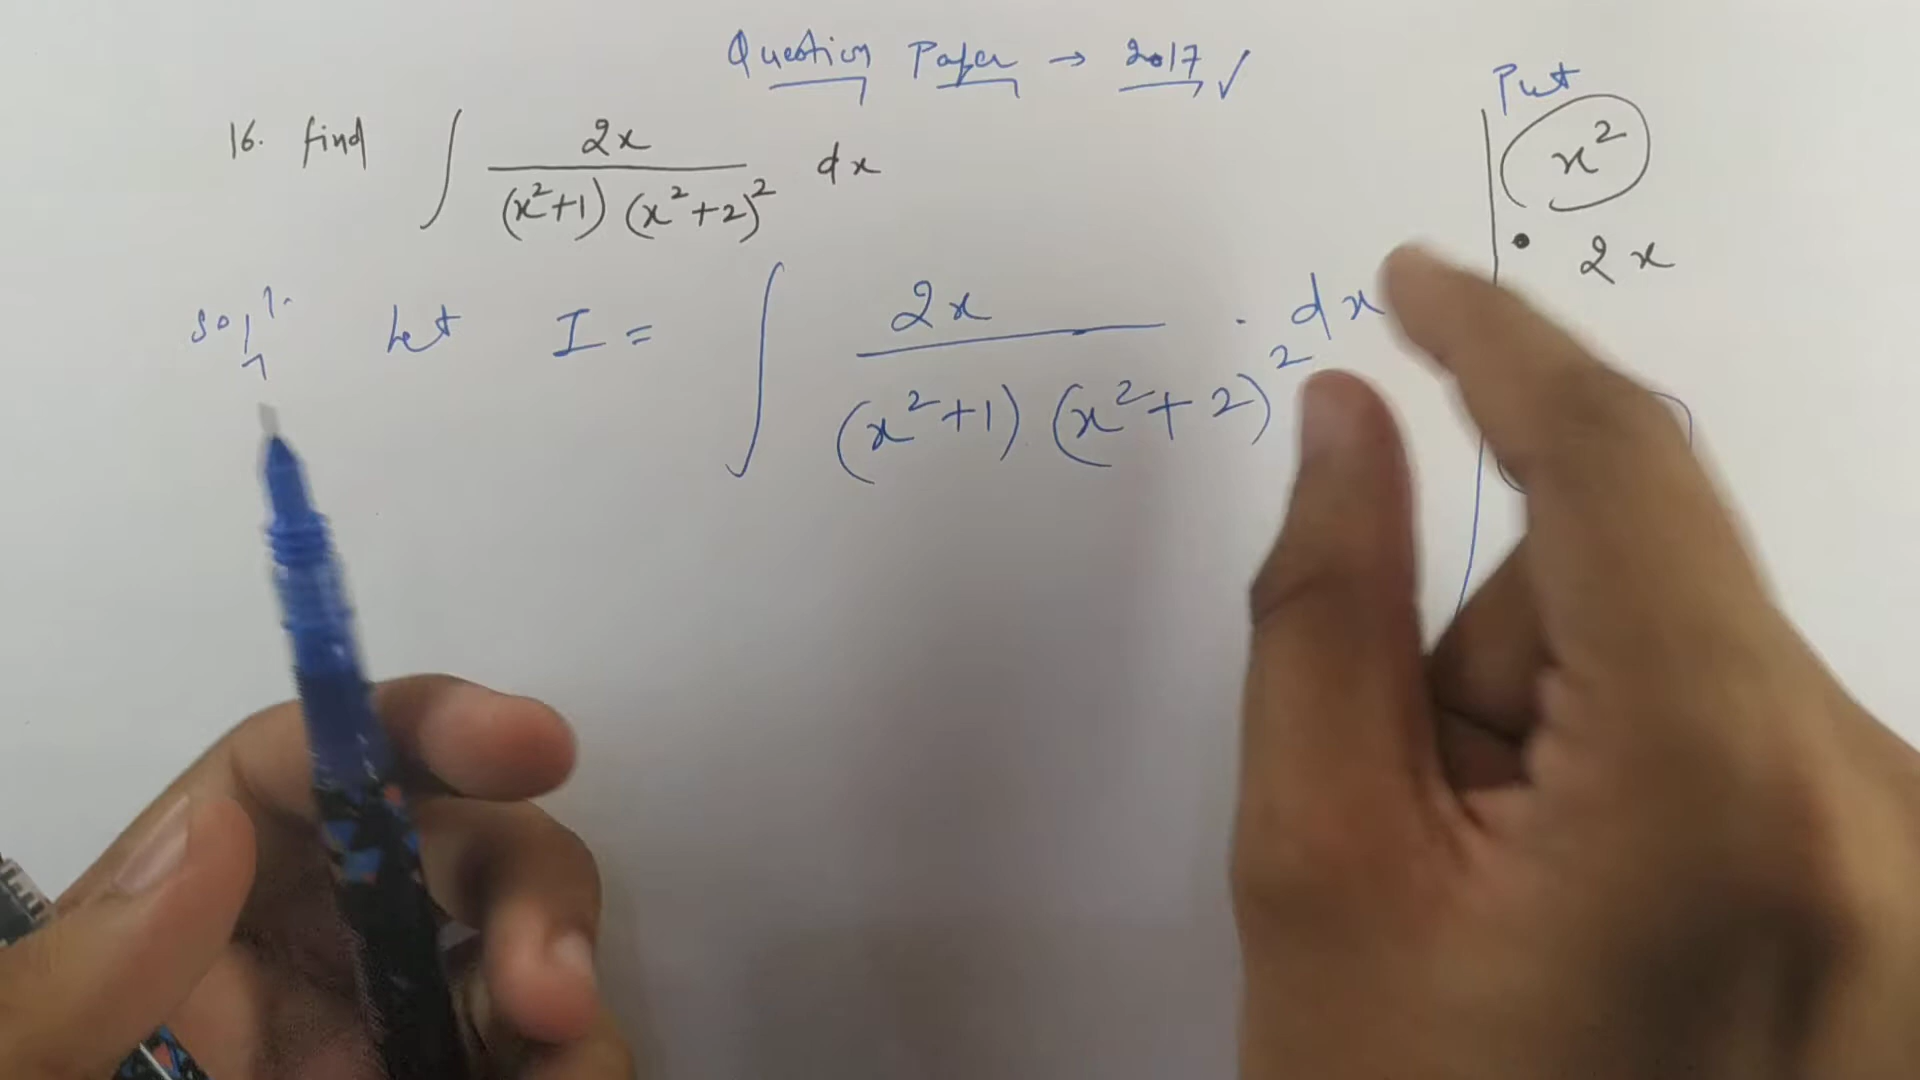 Question Paper → 2017 ✓
16. find ∫ 2x / (x²+1) (x²+2)² dx
Soln. Let I = ∫ 2x / (x²+1) (x²+2)² . dx
Put
x²
• 2x